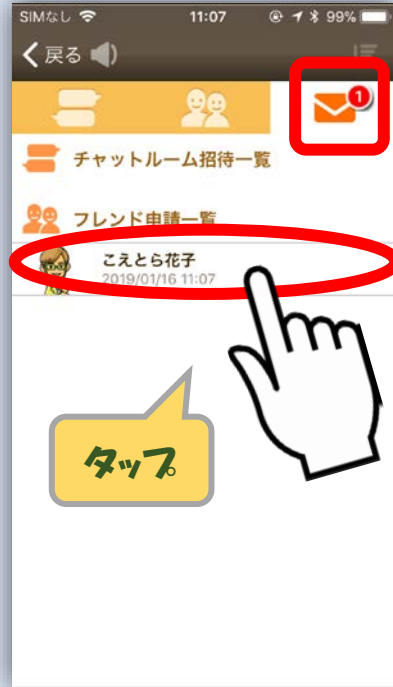 SIMなし 11:07 99%
戻る
1
チャットルーム招待一覧
フレンド申請一覧
こえとら花子
2019/01/16 11:07
タップ